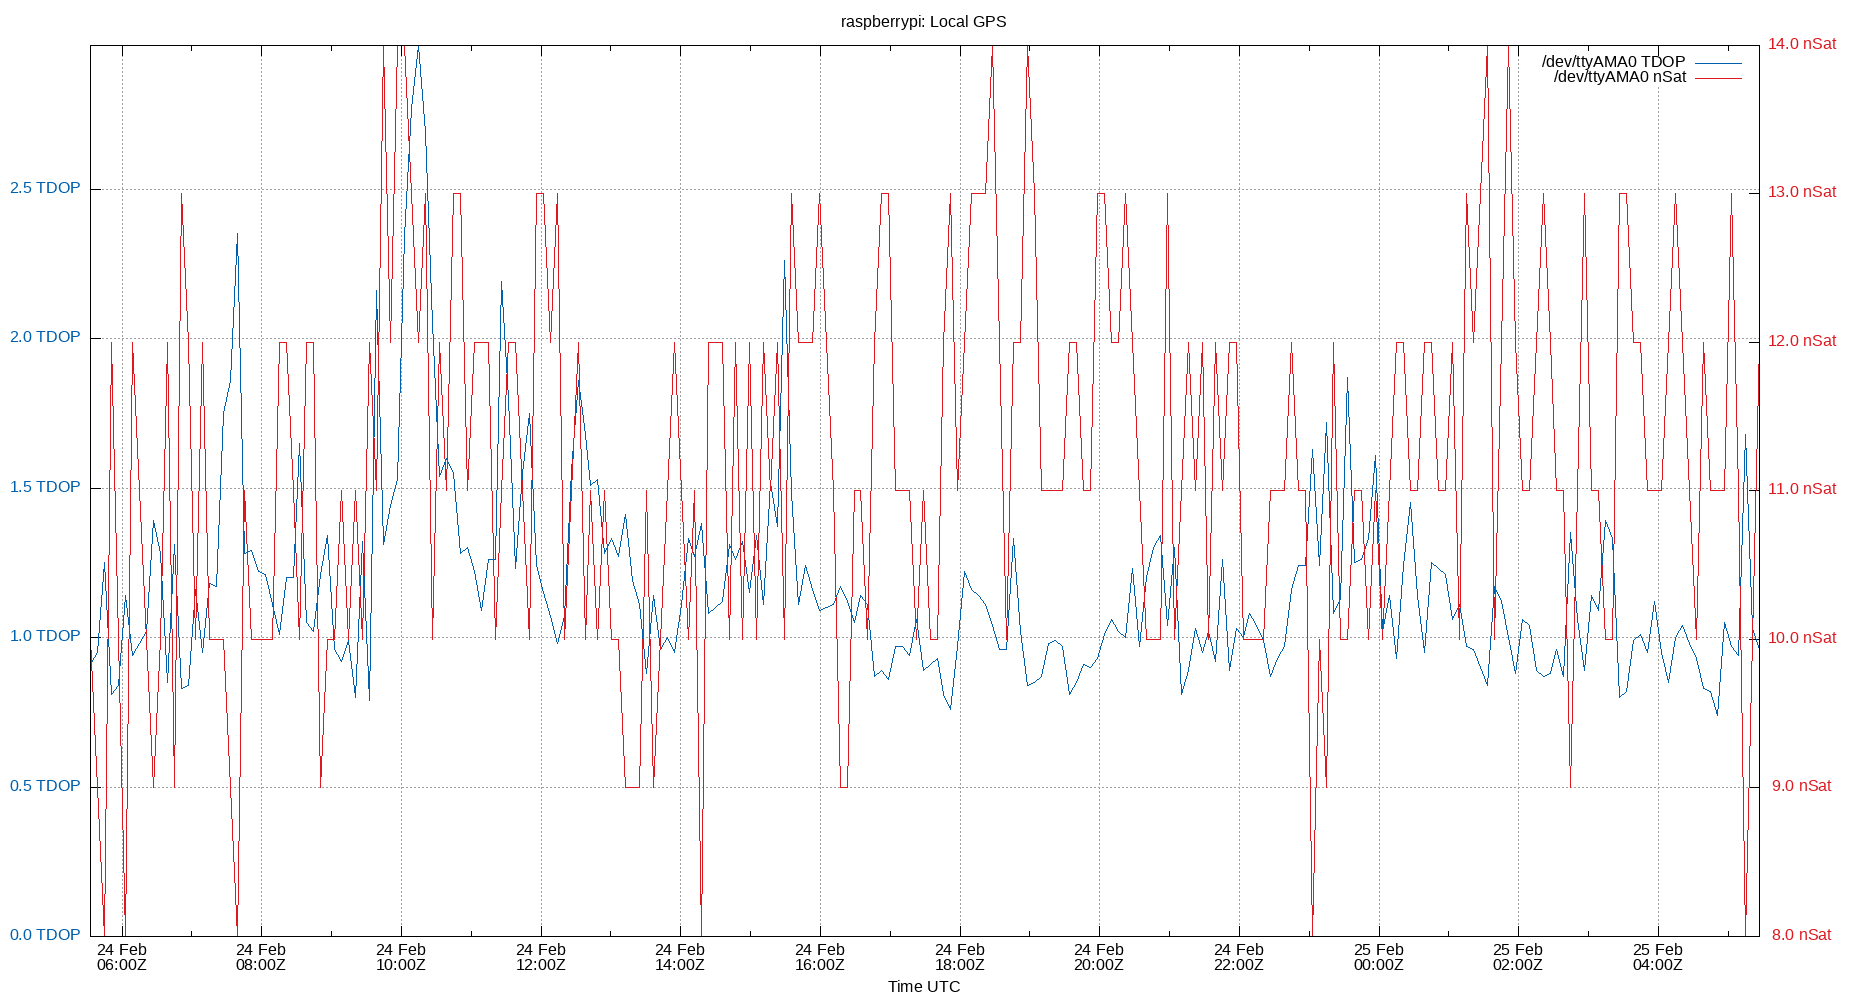 raspberrypi: Local GPS
14.0 nSat
/dev/ttyAMA0 TDOP
/dev/ttyAMA0 nSat
2.5 TDOP
13.0 nSat
2.0 TDOP
12.0 nSat
1.5 TDOP
11.0 nSat
1.0 TDOP
10.0 nSat
0.5 TDOP
9.0 nSat
0.0 TDOP
8.0 nSat
24 Feb
06:00Z
24 Feb
08:00Z
24 Feb
10:00Z
24 Feb
12:00Z
24 Feb
14:00Z
24 Feb
16:00Z
24 Feb
18:00Z
24 Feb
20:00Z
24 Feb
22:00Z
25 Feb
00:00Z
25 Feb
02:00Z
25 Feb
04:00Z
Time UTC